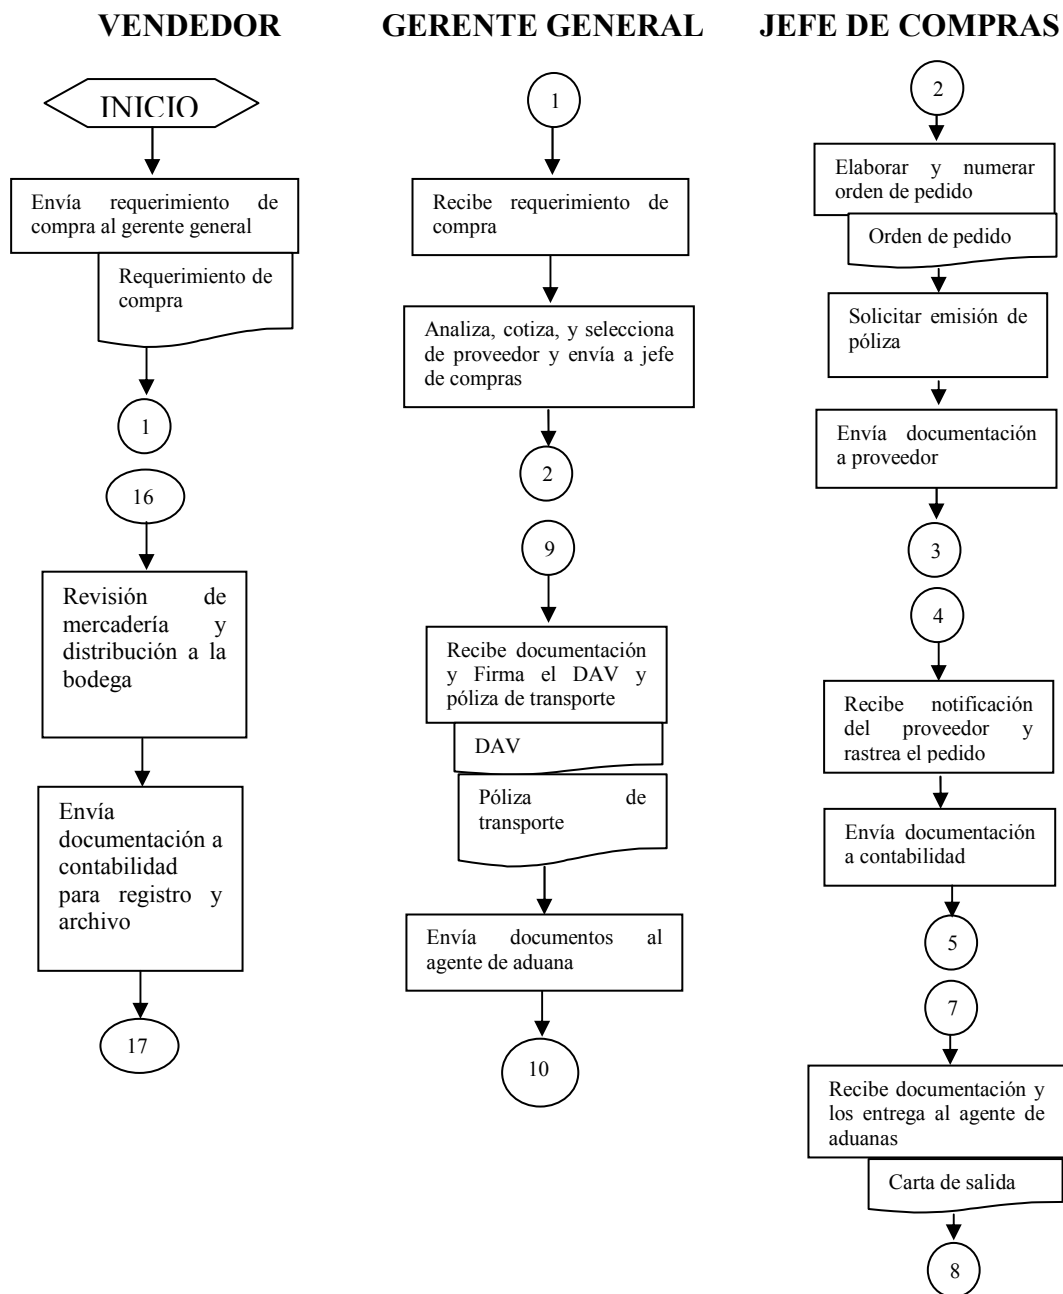 VENDEDOR
INICIO
Envía requerimiento de
compra al gerente general
Requerimiento de
compra
1
16
Revisión de
mercadería y
distribución a la
bodega
Envía
documentación a
contabilidad
para registro y
archivo
17
GERENTE GENERAL
1
Recibe requerimiento de
compra
Analiza, cotiza, y selecciona
de proveedor y envía a jefe
de compras
2
9
Recibe documentación
y Firma el DAV y
póliza de transporte
DAV
Póliza de
transporte
Envía documentos al
agente de aduana
10
JEFE DE COMPRAS
2
Elaborar y numerar
orden de pedido
Orden de pedido
Solicitar emisión de
póliza
Envía documentación
a proveedor
3
4
Recibe notificación
del proveedor y
rastrea el pedido
Envía documentación
a contabilidad
5
7
Recibe documentación y
los entrega al agente de
aduanas
Carta de salida
8